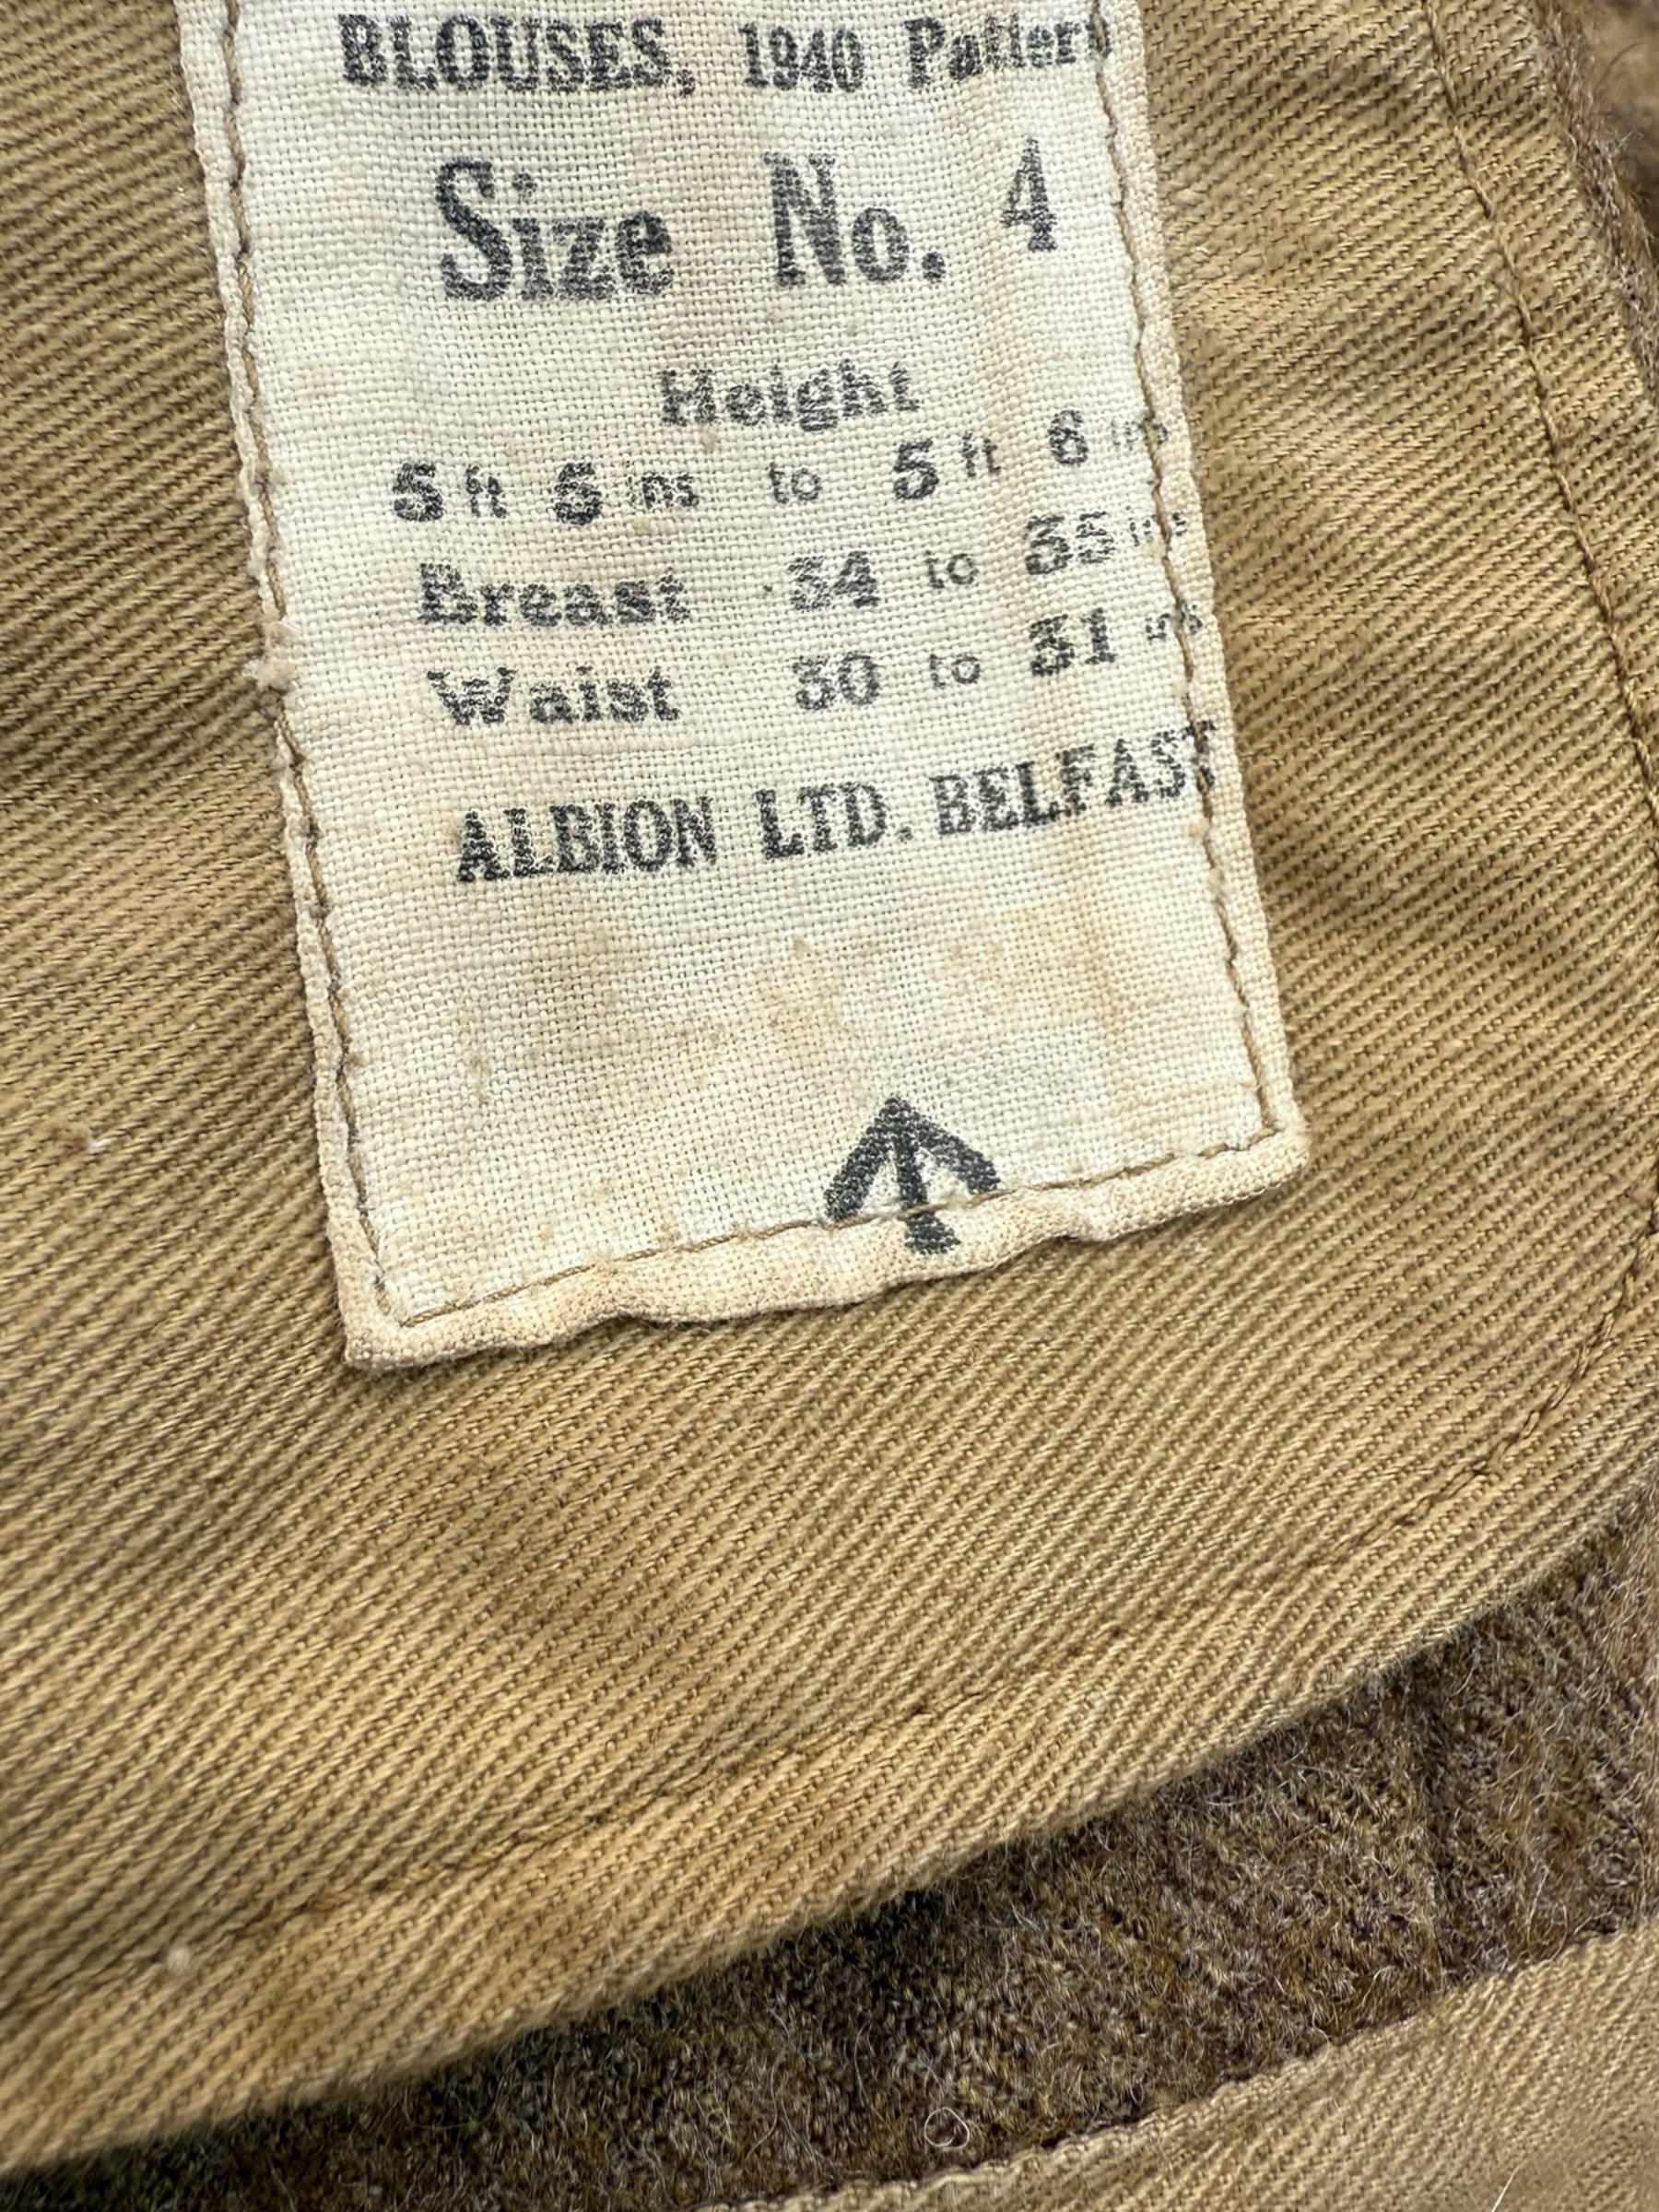 BLOUSES, 1940 Pattern
Size No. 4
Height
5 ft 5 ins to 5 ft 6 ins
Breast 34 to 35 ins
Waist 30 to 31 ins
ALBION LTD. BELFAST